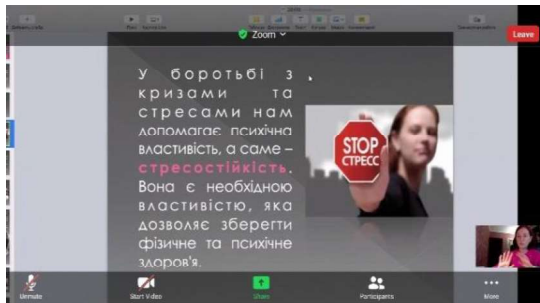 Zoom
Leave
У боротьбі з
кризами та
стресами нам
допомагає психічна
властивість, а саме –
стресостійкість.
Вона є необхідною
властивістю, яка
дозволяє зберегти
фізичне та психічне
здоров'я.
STOP
СТРЕСС
Unmute
Start Video
Share
Participants
More